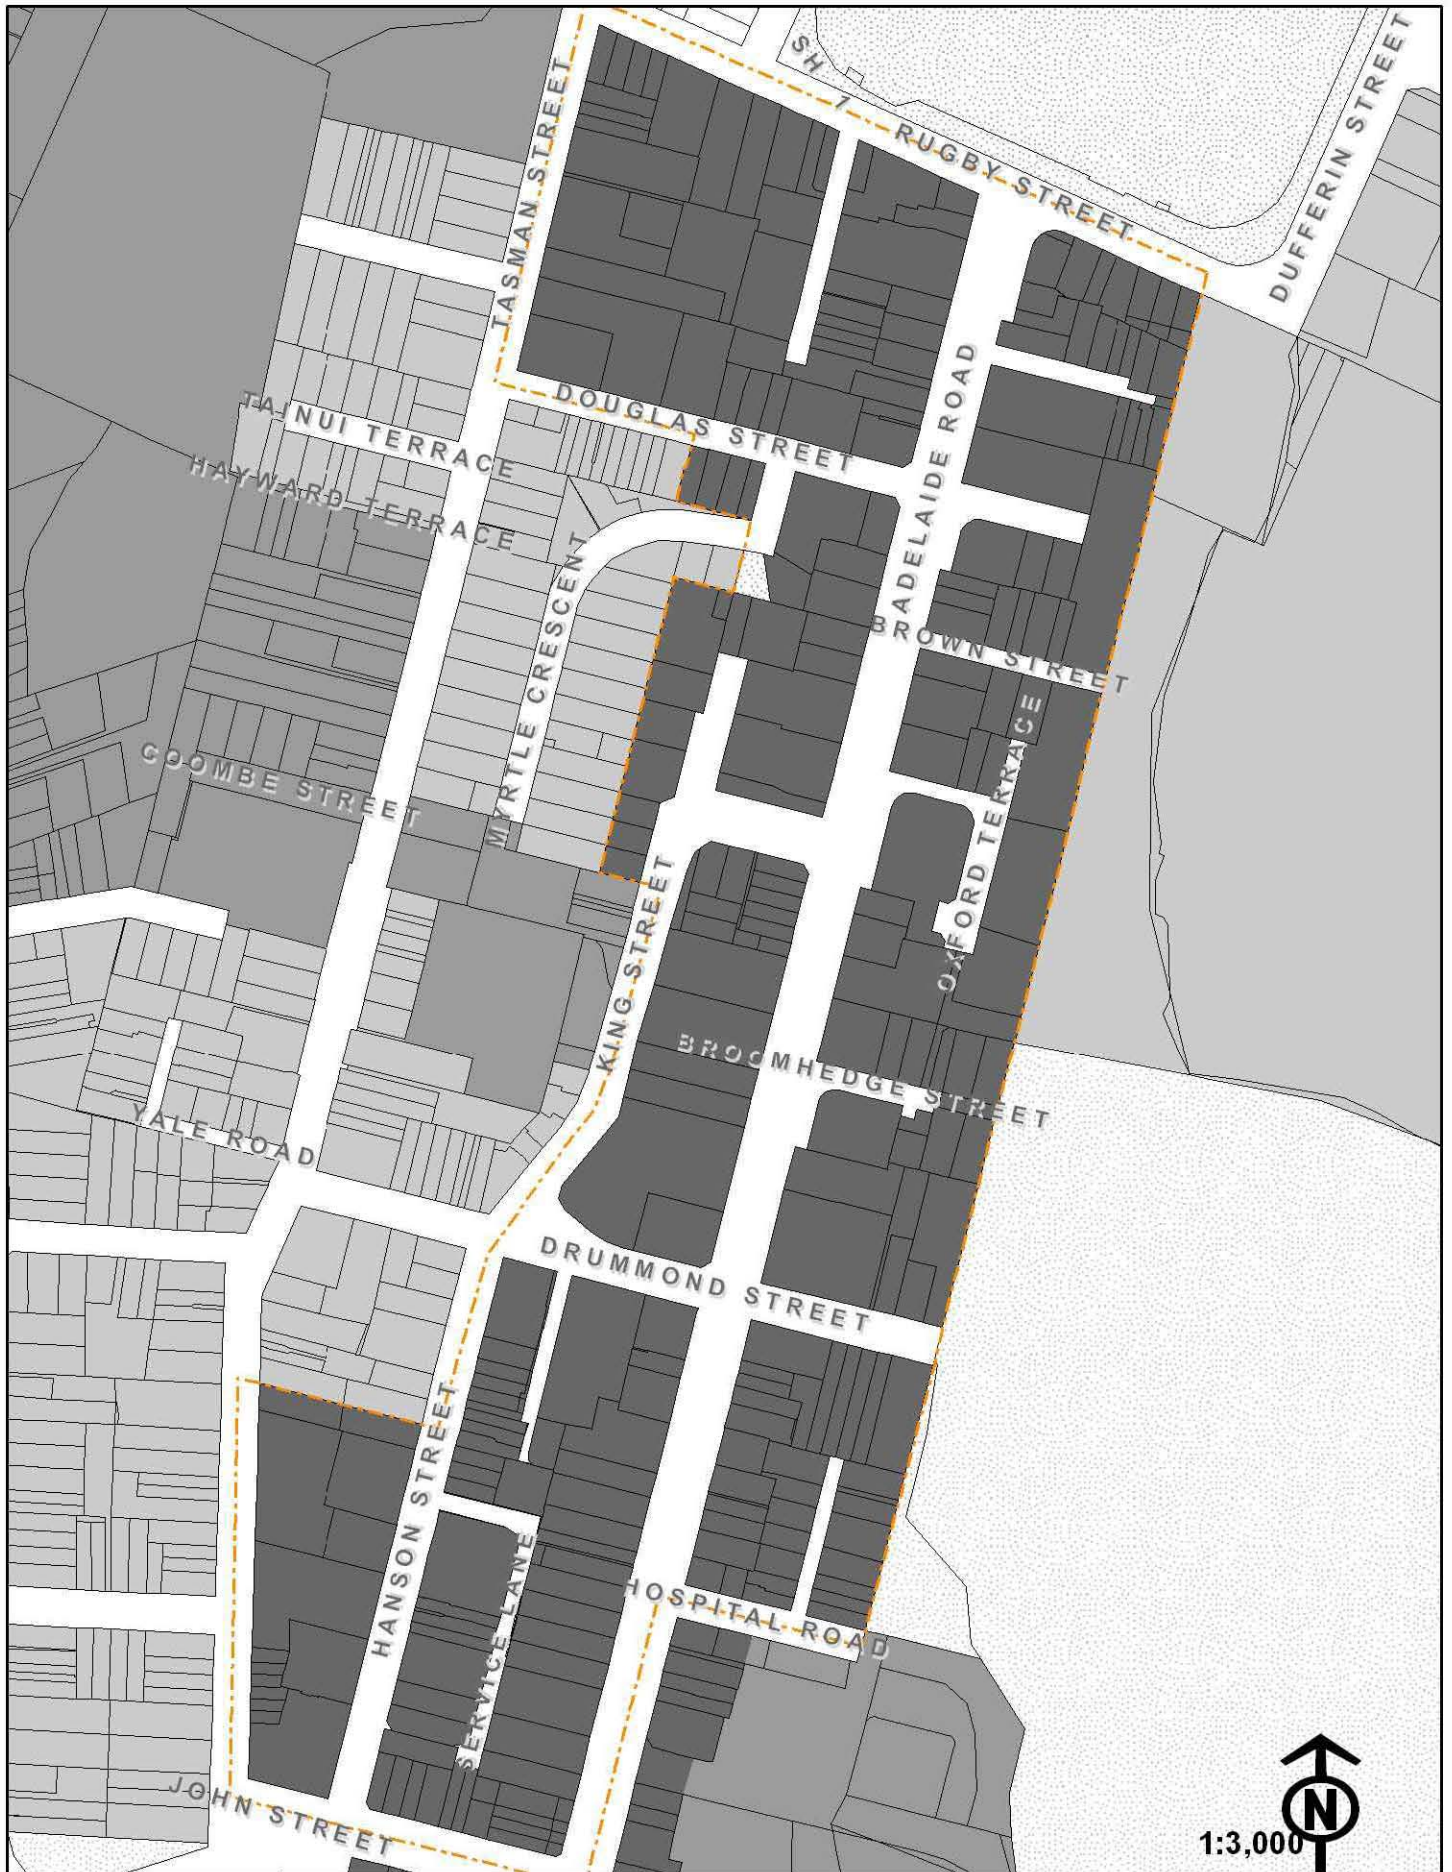 SH 1
RUGBY STREET
DUFFERIN STREET
TASMAN STREET
DOUGLAS STREET
ADELAIDE ROAD
TAINUI TERRACE
HAYWARD TERRACE
MYRTLE CRESCENT
BROWN STREET
COOMBE STREET
OXFORD TERRACE
KING STREET
BROOMHEDGE STREET
YALE ROAD
DRUMMOND STREET
HANSON STREET
SERVICE LANE
HOSPITAL ROAD
JOHN STREET
N
1:3,000